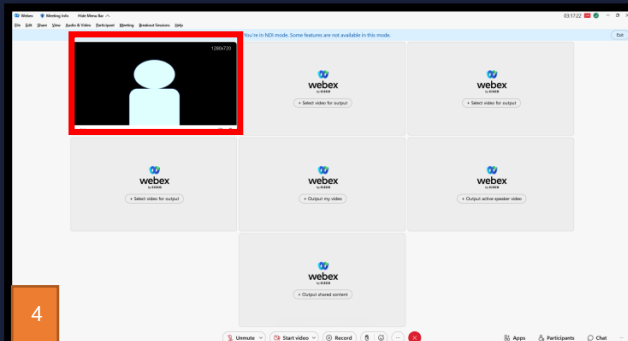 Webex Meeting Info Hide Menu Bar 03:17:22
File Edit Share View Audio & Video Participant Meeting Breakout Sessions Help
You're in NDI mode. Some features are not available in this mode. Exit
1280x720
webex
by CISCO
+ Select video for output
webex
by CISCO
+ Select video for output
webex
by CISCO
+ Select video for output
webex
by CISCO
+ Output my video
webex
by CISCO
+ Output active speaker video
webex
by CISCO
+ Output shared content
4
Unmute Start video Record Apps Participants Chat